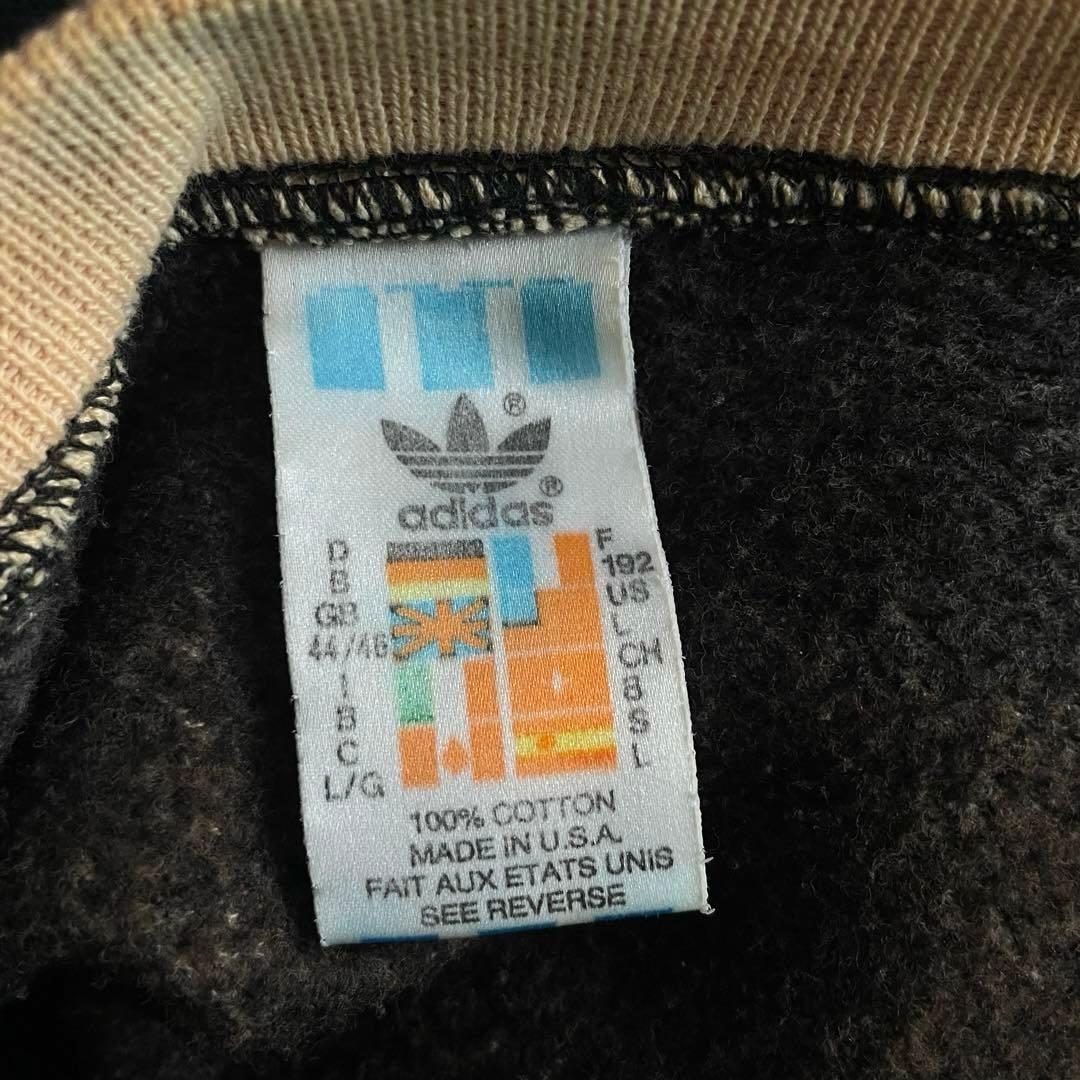 ®
adidas®
D
8
GB
44/46
I
8
C
L/G
F
192
US
L
CH
8
S
L
100% COTTON
MADE IN U.S.A.
FAIT AUX ETATS UNIS
SEE REVERSE